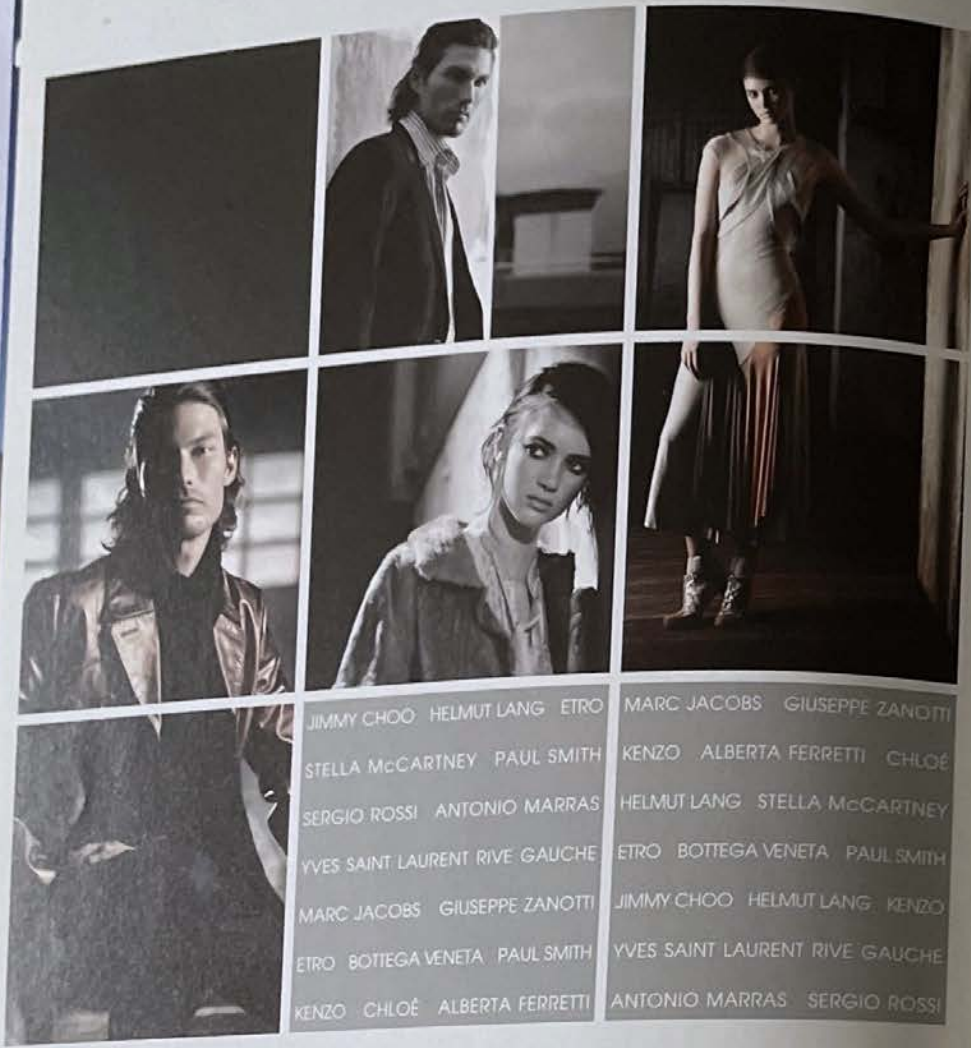 JIMMY CHOO HELMUT LANG ETRO
STELLA McCARTNEY PAUL SMITH
SERGIO ROSSI ANTONIO MARRAS
YVES SAINT LAURENT RIVE GAUCHE
MARC JACOBS GIUSEPPE ZANOTTI
ETRO BOTTEGA VENETA PAUL SMITH
KENZO CHLOÉ ALBERTA FERRETTI
MARC JACOBS GIUSEPPE ZANOTTI
KENZO ALBERTA FERRETTI CHLOÉ
HELMUT LANG STELLA McCARTNEY
ETRO BOTTEGA VENETA PAUL SMITH
JIMMY CHOO HELMUT LANG KENZO
YVES SAINT LAURENT RIVE GAUCHE
ANTONIO MARRAS SERGIO ROSSI